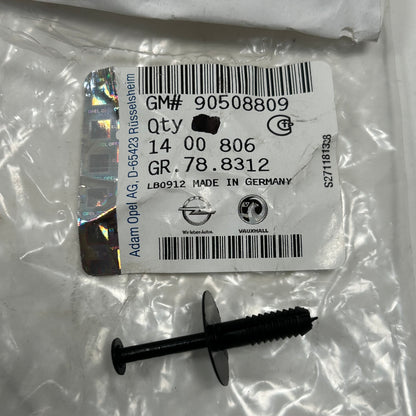 GM# 90508809
Qty
14 00 806
GR.78.8312
LB0912 MADE IN GERMANY
Wir leben Autos.
VAUXHALL
Adam Opel AG, D-65423 Rüsselsheim
S271181338